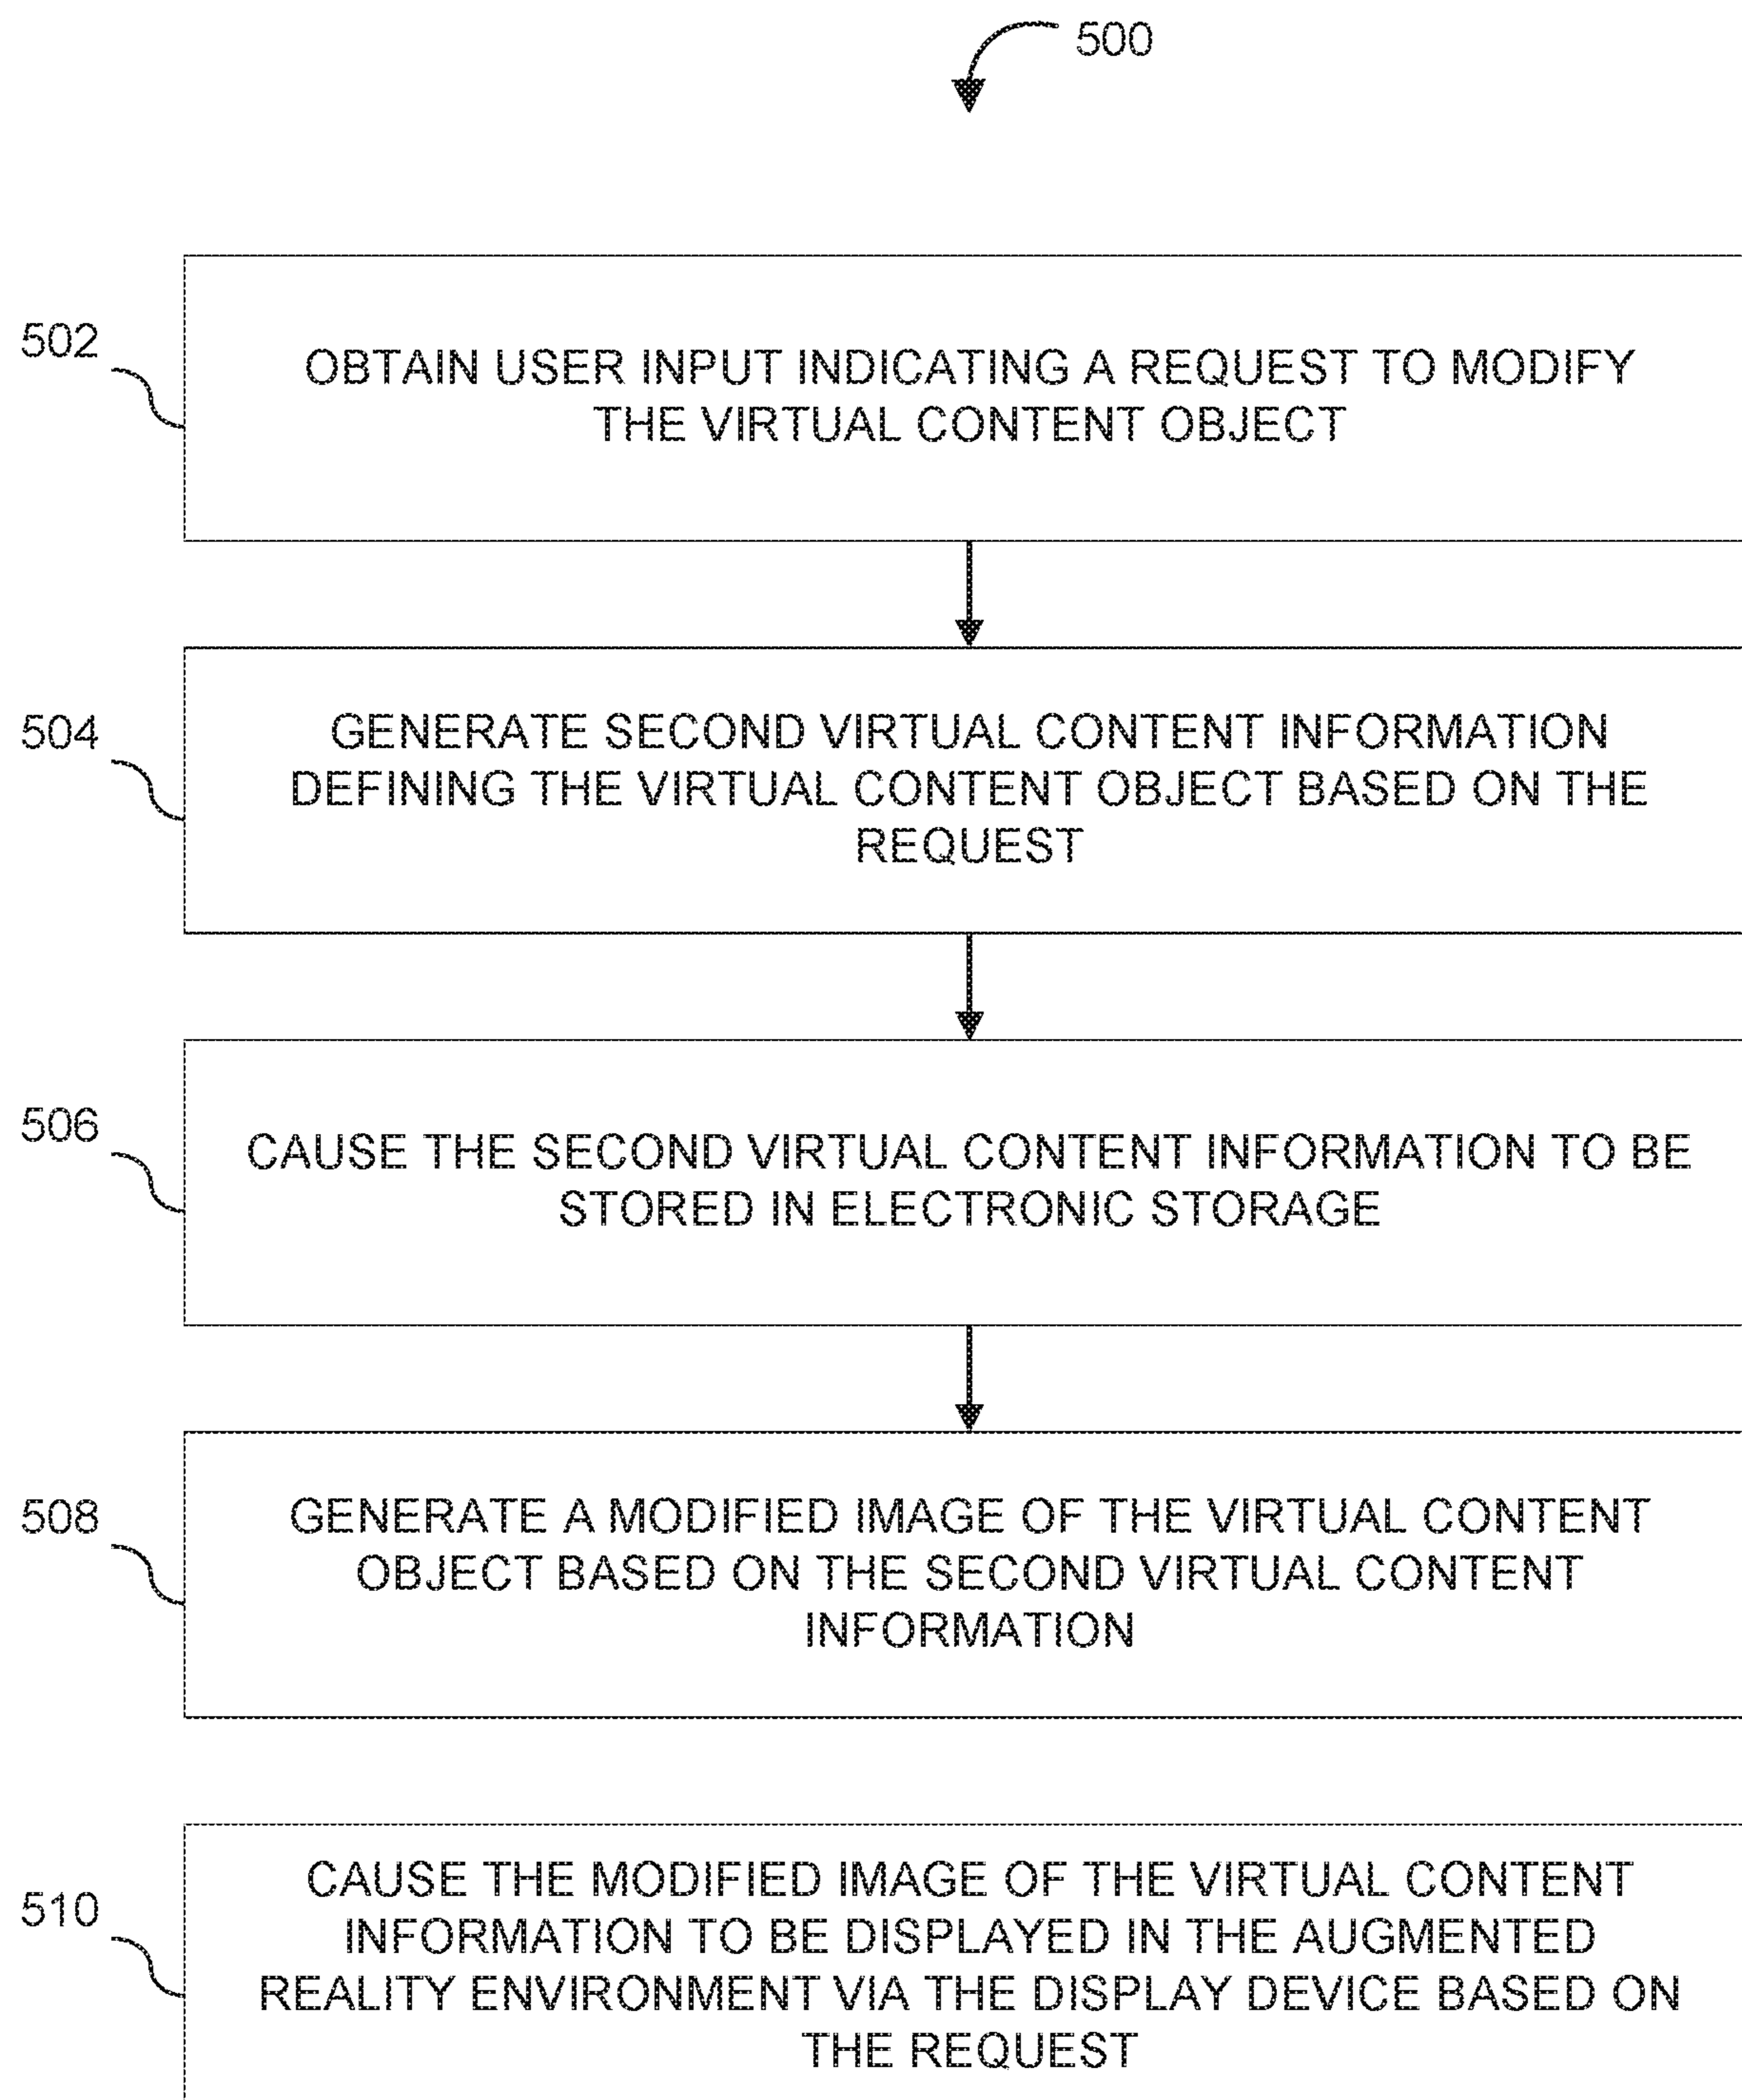 500
502
OBTAIN USER INPUT INDICATING A REQUEST TO MODIFY
THE VIRTUAL CONTENT OBJECT
504
GENERATE SECOND VIRTUAL CONTENT INFORMATION
DEFINING THE VIRTUAL CONTENT OBJECT BASED ON THE
REQUEST
506
CAUSE THE SECOND VIRTUAL CONTENT INFORMATION TO BE
STORED IN ELECTRONIC STORAGE
508
GENERATE A MODIFIED IMAGE OF THE VIRTUAL CONTENT
OBJECT BASED ON THE SECOND VIRTUAL CONTENT
INFORMATION
510
CAUSE THE MODIFIED IMAGE OF THE VIRTUAL CONTENT
INFORMATION TO BE DISPLAYED IN THE AUGMENTED
REALITY ENVIRONMENT VIA THE DISPLAY DEVICE BASED ON
THE REQUEST